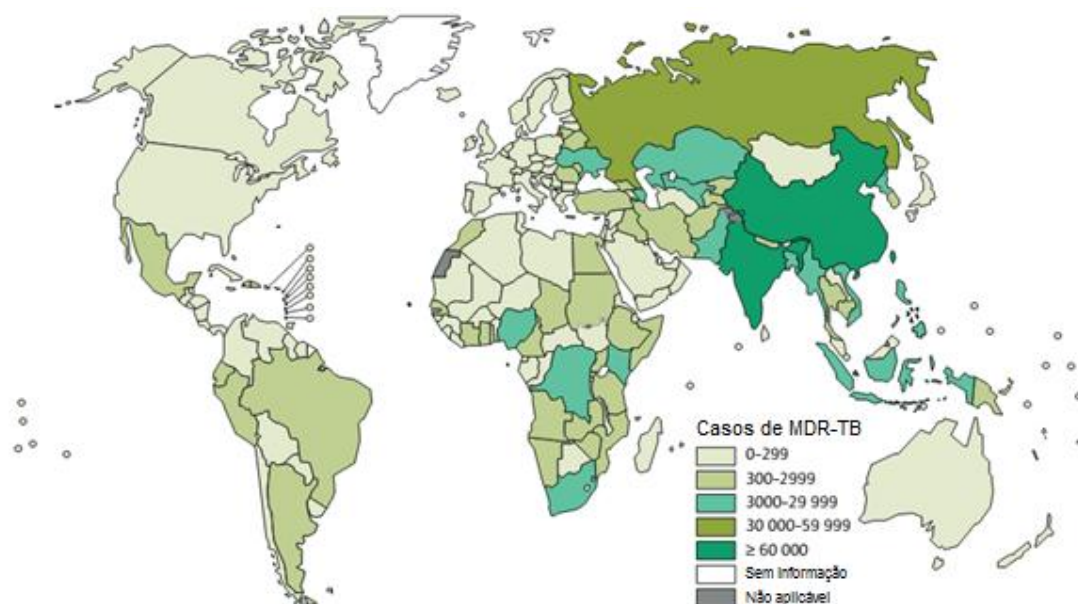 Casos de MDR-TB
0-299
300-2999
3000-29 999
30 000-59 999
≥ 60 000
Sem Informação
Não aplicável